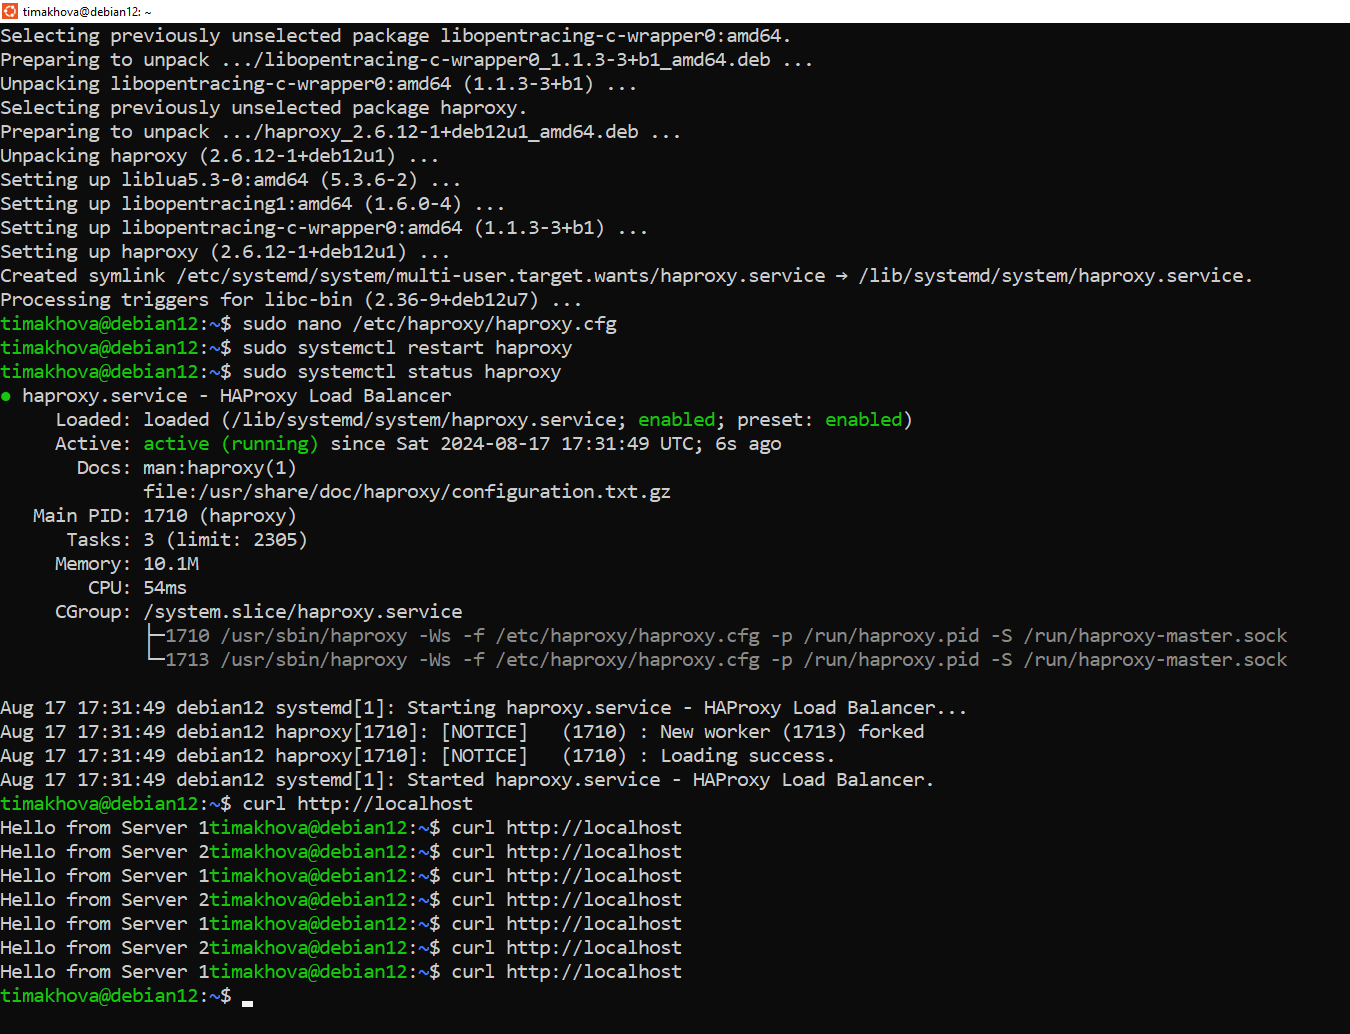 timakhova@debian12: ~
Selecting previously unselected package libopentracing-c-wrapper0:amd64.
Preparing to unpack .../libopentracing-c-wrapper0_1.1.3-3+b1_amd64.deb ...
Unpacking libopentracing-c-wrapper0:amd64 (1.1.3-3+b1) ...
Selecting previously unselected package haproxy.
Preparing to unpack .../haproxy_2.6.12-1+deb12u1_amd64.deb ...
Unpacking haproxy (2.6.12-1+deb12u1) ...
Setting up liblua5.3-0:amd64 (5.3.6-2) ...
Setting up libopentracing1:amd64 (1.6.0-4) ...
Setting up libopentracing-c-wrapper0:amd64 (1.1.3-3+b1) ...
Setting up haproxy (2.6.12-1+deb12u1) ...
Created symlink /etc/systemd/system/multi-user.target.wants/haproxy.service → /lib/systemd/system/haproxy.service.
Processing triggers for libc-bin (2.36-9+deb12u7) ...
timakhova@debian12:~$ sudo nano /etc/haproxy/haproxy.cfg
timakhova@debian12:~$ sudo systemctl restart haproxy
timakhova@debian12:~$ sudo systemctl status haproxy
● haproxy.service - HAProxy Load Balancer
     Loaded: loaded (/lib/systemd/system/haproxy.service; enabled; preset: enabled)
     Active: active (running) since Sat 2024-08-17 17:31:49 UTC; 6s ago
       Docs: man:haproxy(1)
             file:/usr/share/doc/haproxy/configuration.txt.gz
   Main PID: 1710 (haproxy)
      Tasks: 3 (limit: 2305)
     Memory: 10.1M
        CPU: 54ms
     CGroup: /system.slice/haproxy.service
             ├─1710 /usr/sbin/haproxy -Ws -f /etc/haproxy/haproxy.cfg -p /run/haproxy.pid -S /run/haproxy-master.sock
             └─1713 /usr/sbin/haproxy -Ws -f /etc/haproxy/haproxy.cfg -p /run/haproxy.pid -S /run/haproxy-master.sock
Aug 17 17:31:49 debian12 systemd[1]: Starting haproxy.service - HAProxy Load Balancer...
Aug 17 17:31:49 debian12 haproxy[1710]: [NOTICE]   (1710) : New worker (1713) forked
Aug 17 17:31:49 debian12 haproxy[1710]: [NOTICE]   (1710) : Loading success.
Aug 17 17:31:49 debian12 systemd[1]: Started haproxy.service - HAProxy Load Balancer.
timakhova@debian12:~$ curl http://localhost
Hello from Server 1timakhova@debian12:~$ curl http://localhost
Hello from Server 2timakhova@debian12:~$ curl http://localhost
Hello from Server 1timakhova@debian12:~$ curl http://localhost
Hello from Server 2timakhova@debian12:~$ curl http://localhost
Hello from Server 1timakhova@debian12:~$ curl http://localhost
Hello from Server 2timakhova@debian12:~$ curl http://localhost
Hello from Server 1timakhova@debian12:~$ curl http://localhost
timakhova@debian12:~$